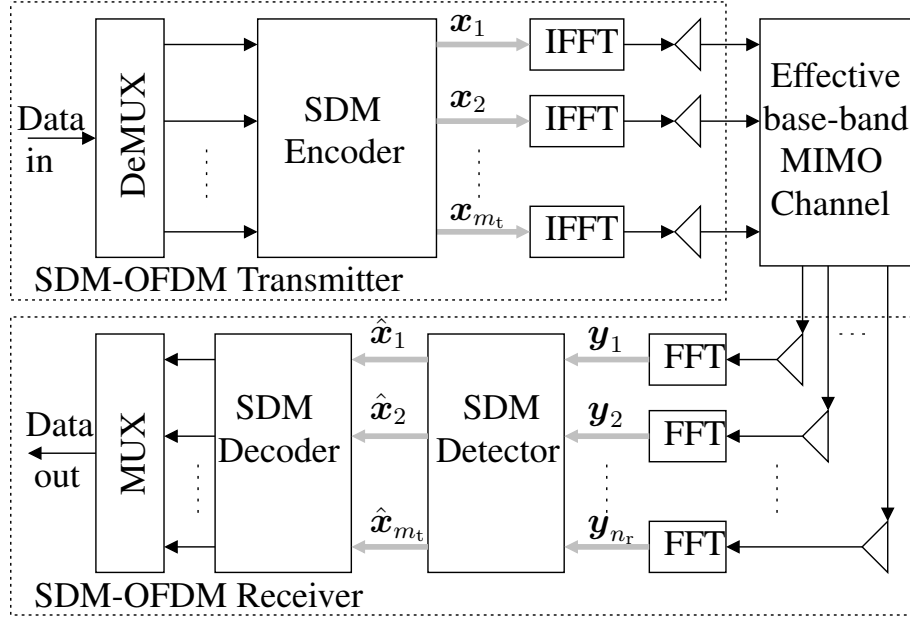 Data
in
DeMUX
SDM
Encoder
x_1
x_2
x_{m_t}
IFFT
IFFT
IFFT
Effective
base-band
MIMO
Channel
SDM-OFDM Transmitter
Data
out
MUX
SDM
Decoder
x̂_1
x̂_2
x̂_{m_t}
SDM
Detector
y_1
y_2
y_{n_r}
FFT
FFT
FFT
SDM-OFDM Receiver